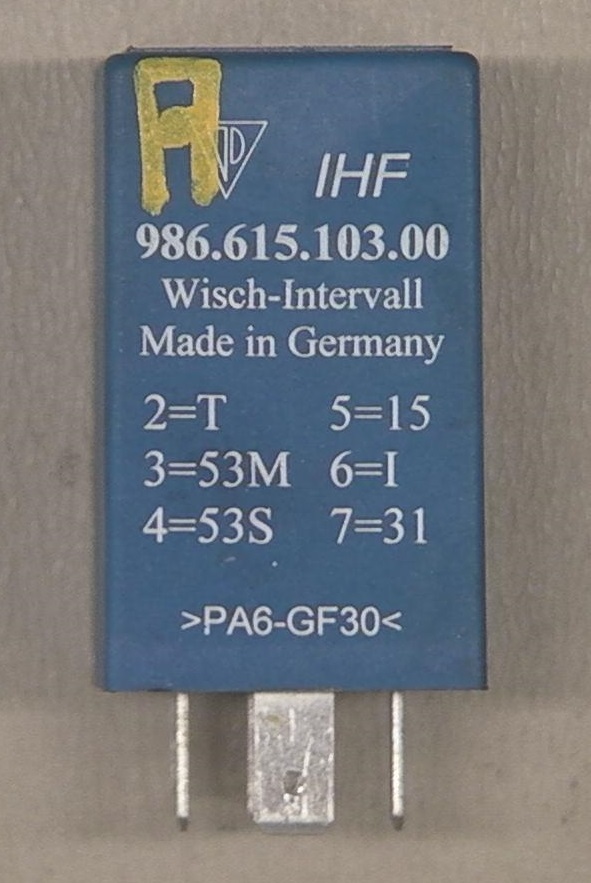 A
IHF
986.615.103.00
Wisch-Intervall
Made in Germany
2=T 5=15
3=53M 6=I
4=53S 7=31
>PA6-GF30<